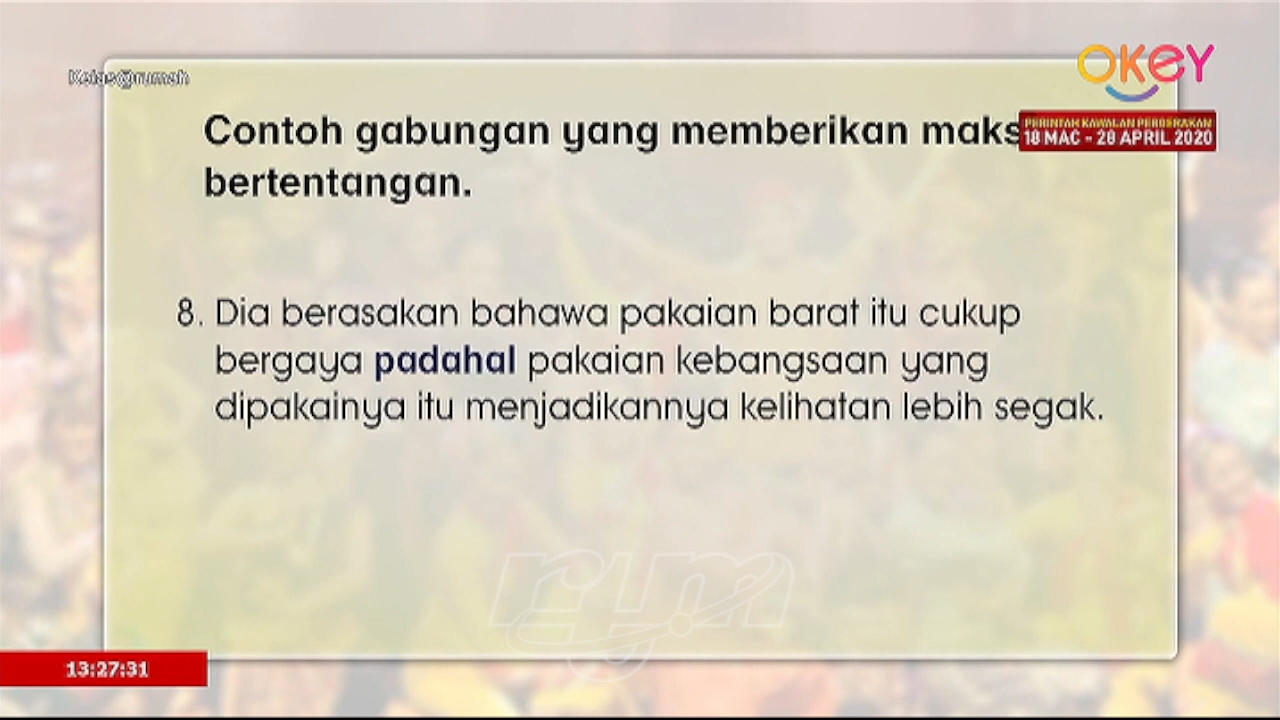 Kelas@rumah
OKEY
PERINTAH KAWALAN PERGERAKAN
18 MAC - 28 APRIL 2020
Contoh gabungan yang memberikan
bertentangan.
8. Dia berasakan bahawa pakaian barat itu cukup
bergaya padahal pakaian kebangsaan yang
dipakainya itu menjadikannya kelihatan lebih segak.
rtm
13:27:31